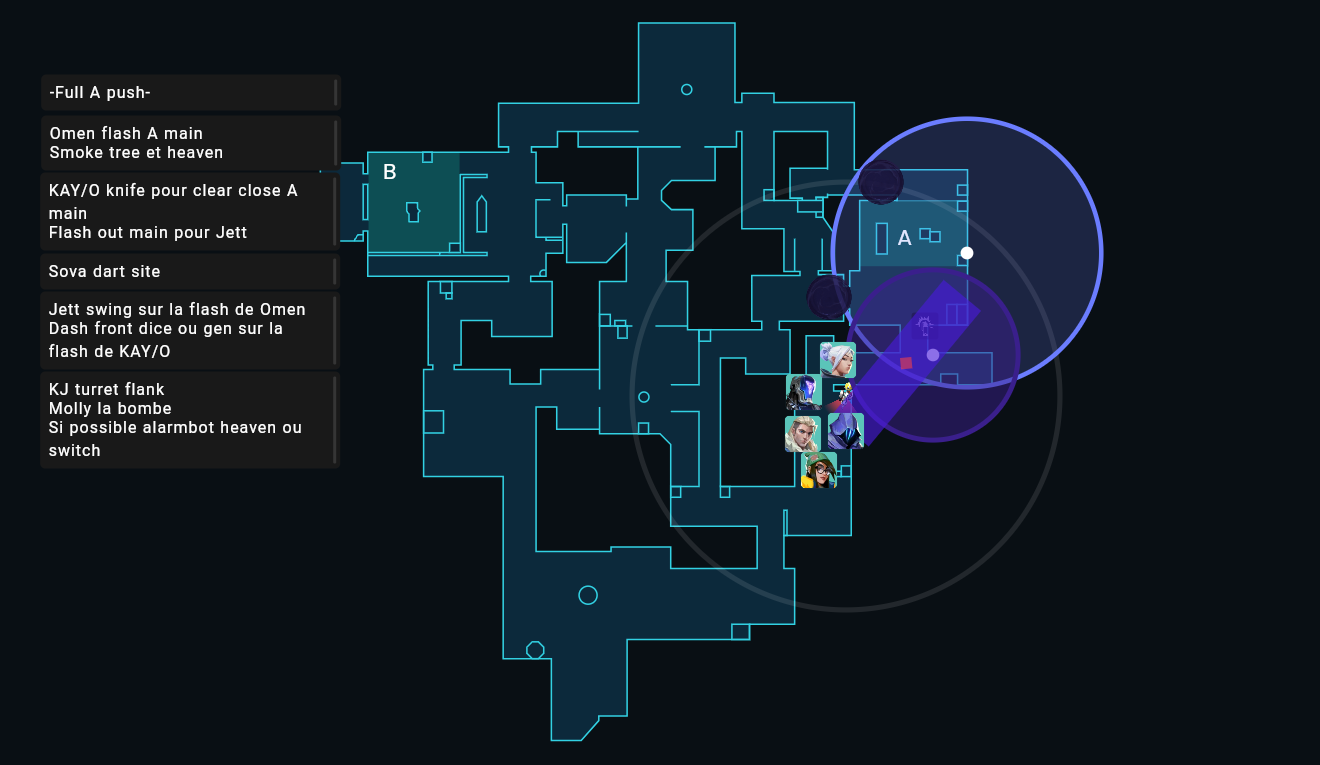 -Full A push-
Omen flash A main
Smoke tree et heaven
KAY/O knife pour clear close A
main
Flash out main pour Jett
Sova dart site
Jett swing sur la flash de Omen
Dash front dice ou gen sur la
flash de KAY/O
KJ turret flank
Molly la bombe
Si possible alarmbot heaven ou
switch
B
A